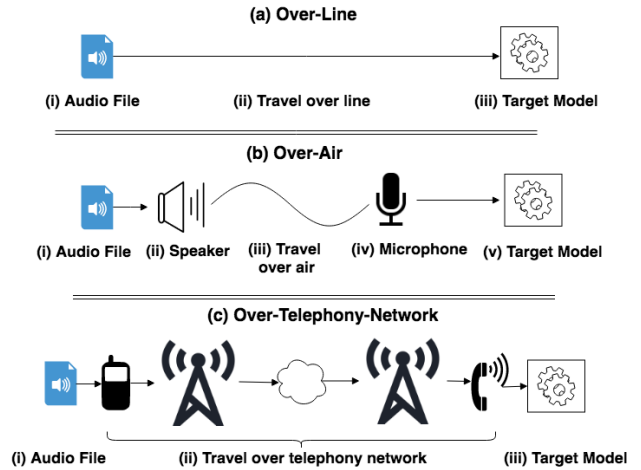 (a) Over-Line
(i) Audio File
(ii) Travel over line
(iii) Target Model
(b) Over-Air
(i) Audio File
(ii) Speaker
(iii) Travel
over air
(iv) Microphone
(v) Target Model
(c) Over-Telephony-Network
(i) Audio File
(ii) Travel over telephony network
(iii) Target Model